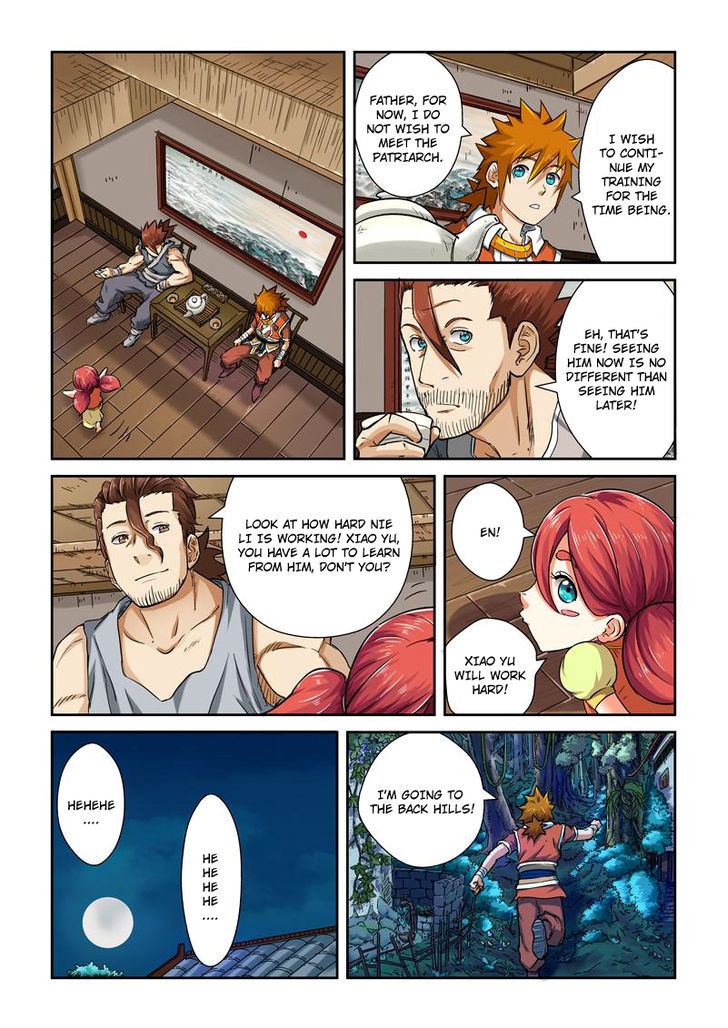 FATHER, FOR
NOW, I DO
NOT WISH TO
MEET THE
PATRIARCH.
I WISH
TO CONTI-
NUE MY
TRAINING
FOR THE
TIME BEING.
EH, THAT'S
FINE! SEEING
HIM NOW IS NO
DIFFERENT THAN
SEEING HIM
LATER!
LOOK AT HOW HARD NIE
LI IS WORKING! XIAO YU,
YOU HAVE A LOT TO LEARN
FROM HIM, DON'T YOU?
EN!
XIAO YU
WILL WORK
HARD!
HEHEHE
....
HE
HE
HE
HE
....
I'M GOING TO
THE BACK HILLS!